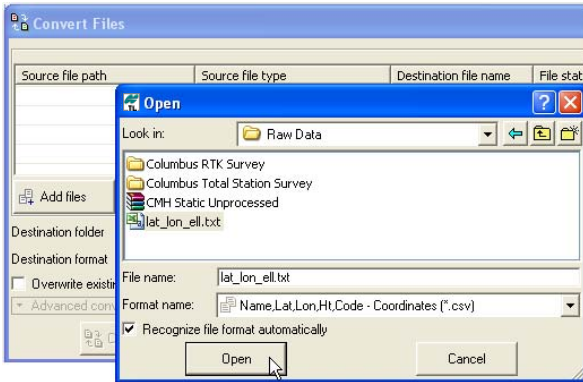 Convert Files
Source file path Source file type Destination file name File stat
Open
Look in: Raw Data
Columbus RTK Survey
Columbus Total Station Survey
CMH Static Unprocessed
lat_lon_ell.txt
Add files
Destination folder
Destination format
File name: lat_lon_ell.txt
Overwrite existin
Format name: Name,Lat,Lon,Ht,Code - Coordinates (*.csv)
Advanced conv
Recognize file format automatically
Open Cancel